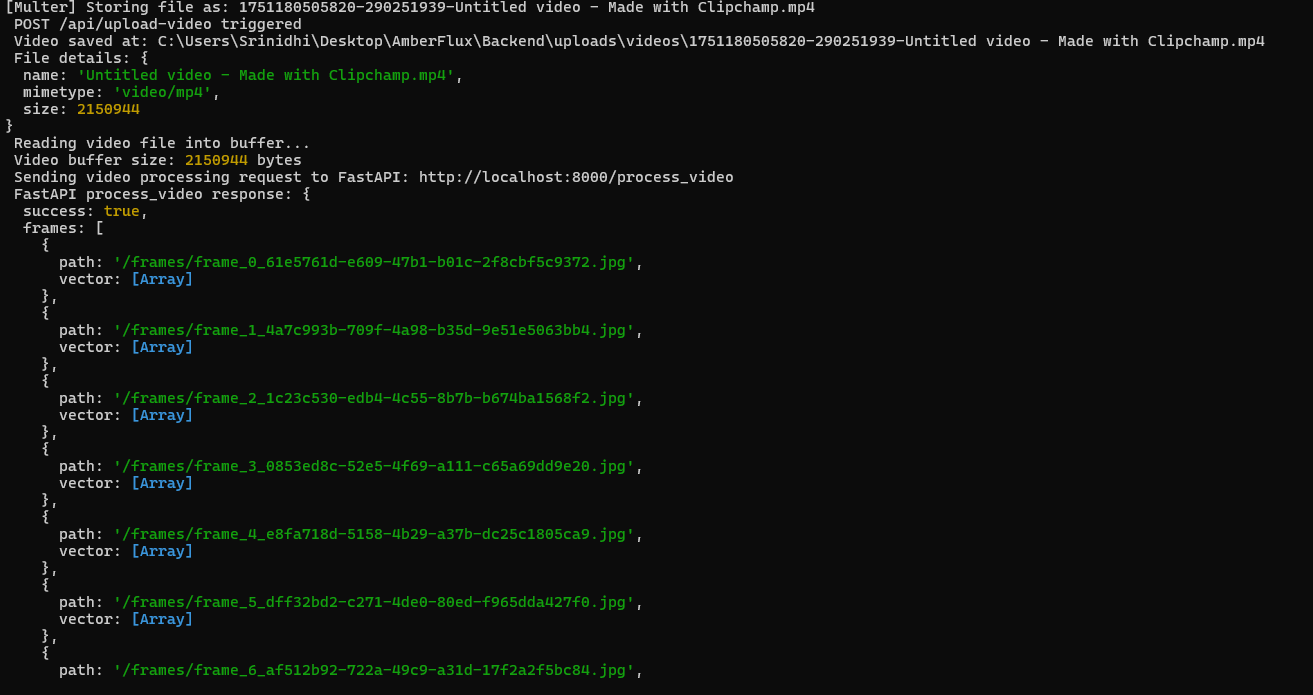 [Multer] Storing file as: 1751180505820-290251939-Untitled video - Made with Clipchamp.mp4
POST /api/upload-video triggered
Video saved at: C:\Users\Srinidhi\Desktop\AmberFlux\Backend\uploads\videos\1751180505820-290251939-Untitled video - Made with Clipchamp.mp4
File details: {
name: 'Untitled video - Made with Clipchamp.mp4',
mimetype: 'video/mp4',
size: 2150944
}
Reading video file into buffer...
Video buffer size: 2150944 bytes
Sending video processing request to FastAPI: http://localhost:8000/process_video
FastAPI process_video response: {
success: true,
frames: [
{
path: '/frames/frame_0_61e5761d-e609-47b1-b01c-2f8cbf5c9372.jpg',
vector: [Array]
},
{
path: '/frames/frame_1_4a7c993b-709f-4a98-b35d-9e51e5063bb4.jpg',
vector: [Array]
},
{
path: '/frames/frame_2_1c23c530-edb4-4c55-8b7b-b674ba1568f2.jpg',
vector: [Array]
},
{
path: '/frames/frame_3_0853ed8c-52e5-4f69-a111-c65a69dd9e20.jpg',
vector: [Array]
},
{
path: '/frames/frame_4_e8fa718d-5158-4b29-a37b-dc25c1805ca9.jpg',
vector: [Array]
},
{
path: '/frames/frame_5_dff32bd2-c271-4de0-80ed-f965dda427f0.jpg',
vector: [Array]
},
{
path: '/frames/frame_6_af512b92-722a-49c9-a31d-17f2a2f5bc84.jpg',